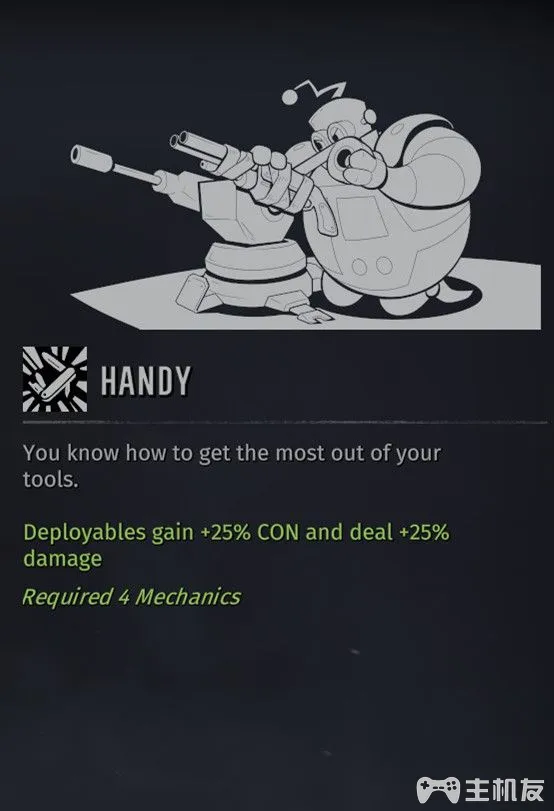 HANDY
You know how to get the most out of your
tools.
Deployables gain +25% CON and deal +25%
damage
Required 4 Mechanics
主机友